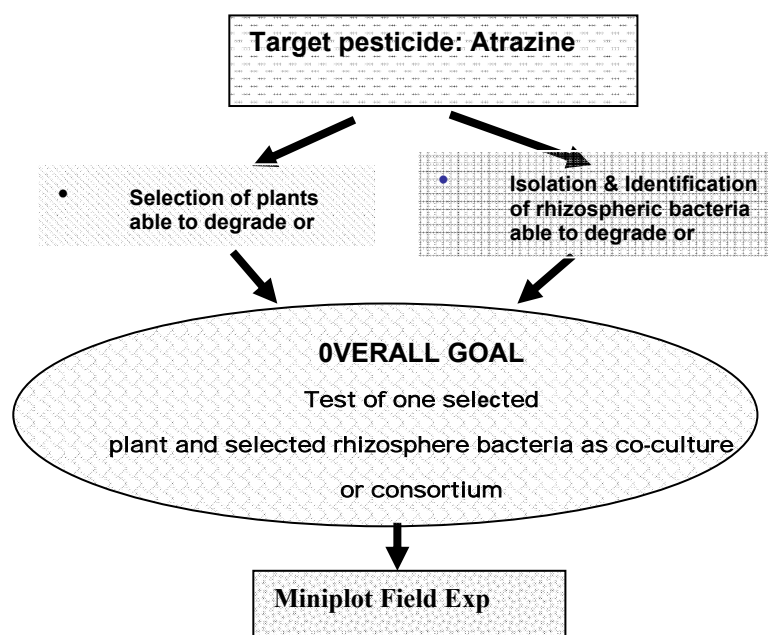 Target pesticide: Atrazine
• Selection of plants
able to degrade or
• Isolation & Identification
of rhizospheric bacteria
able to degrade or
0VERALL GOAL
Test of one selected
plant and selected rhizosphere bacteria as co-culture
or consortium
Miniplot Field Exp